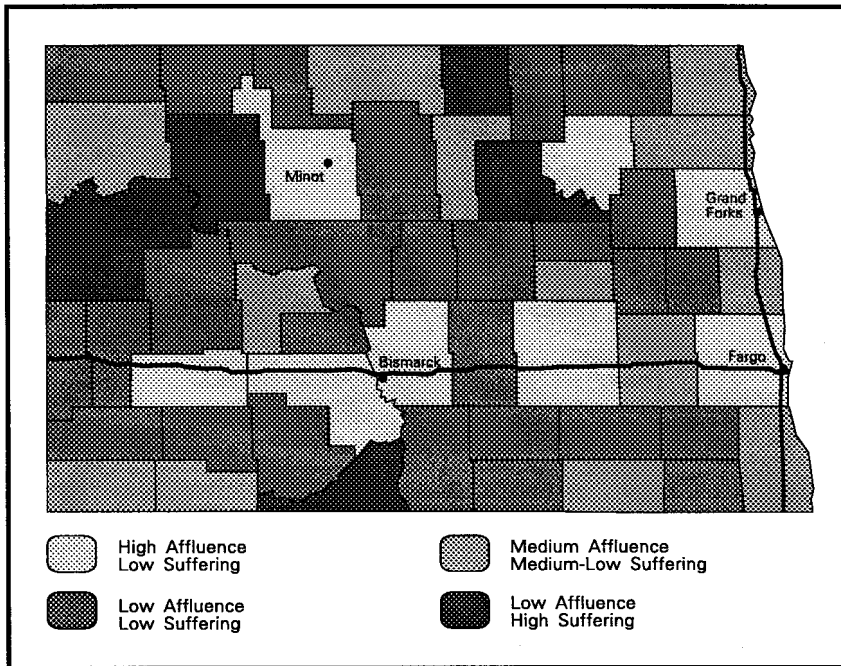 Minot
Grand
Forks
Bismarck
Fargo
High Affluence
Low Suffering
Medium Affluence
Medium-Low Suffering
Low Affluence
Low Suffering
Low Affluence
High Suffering